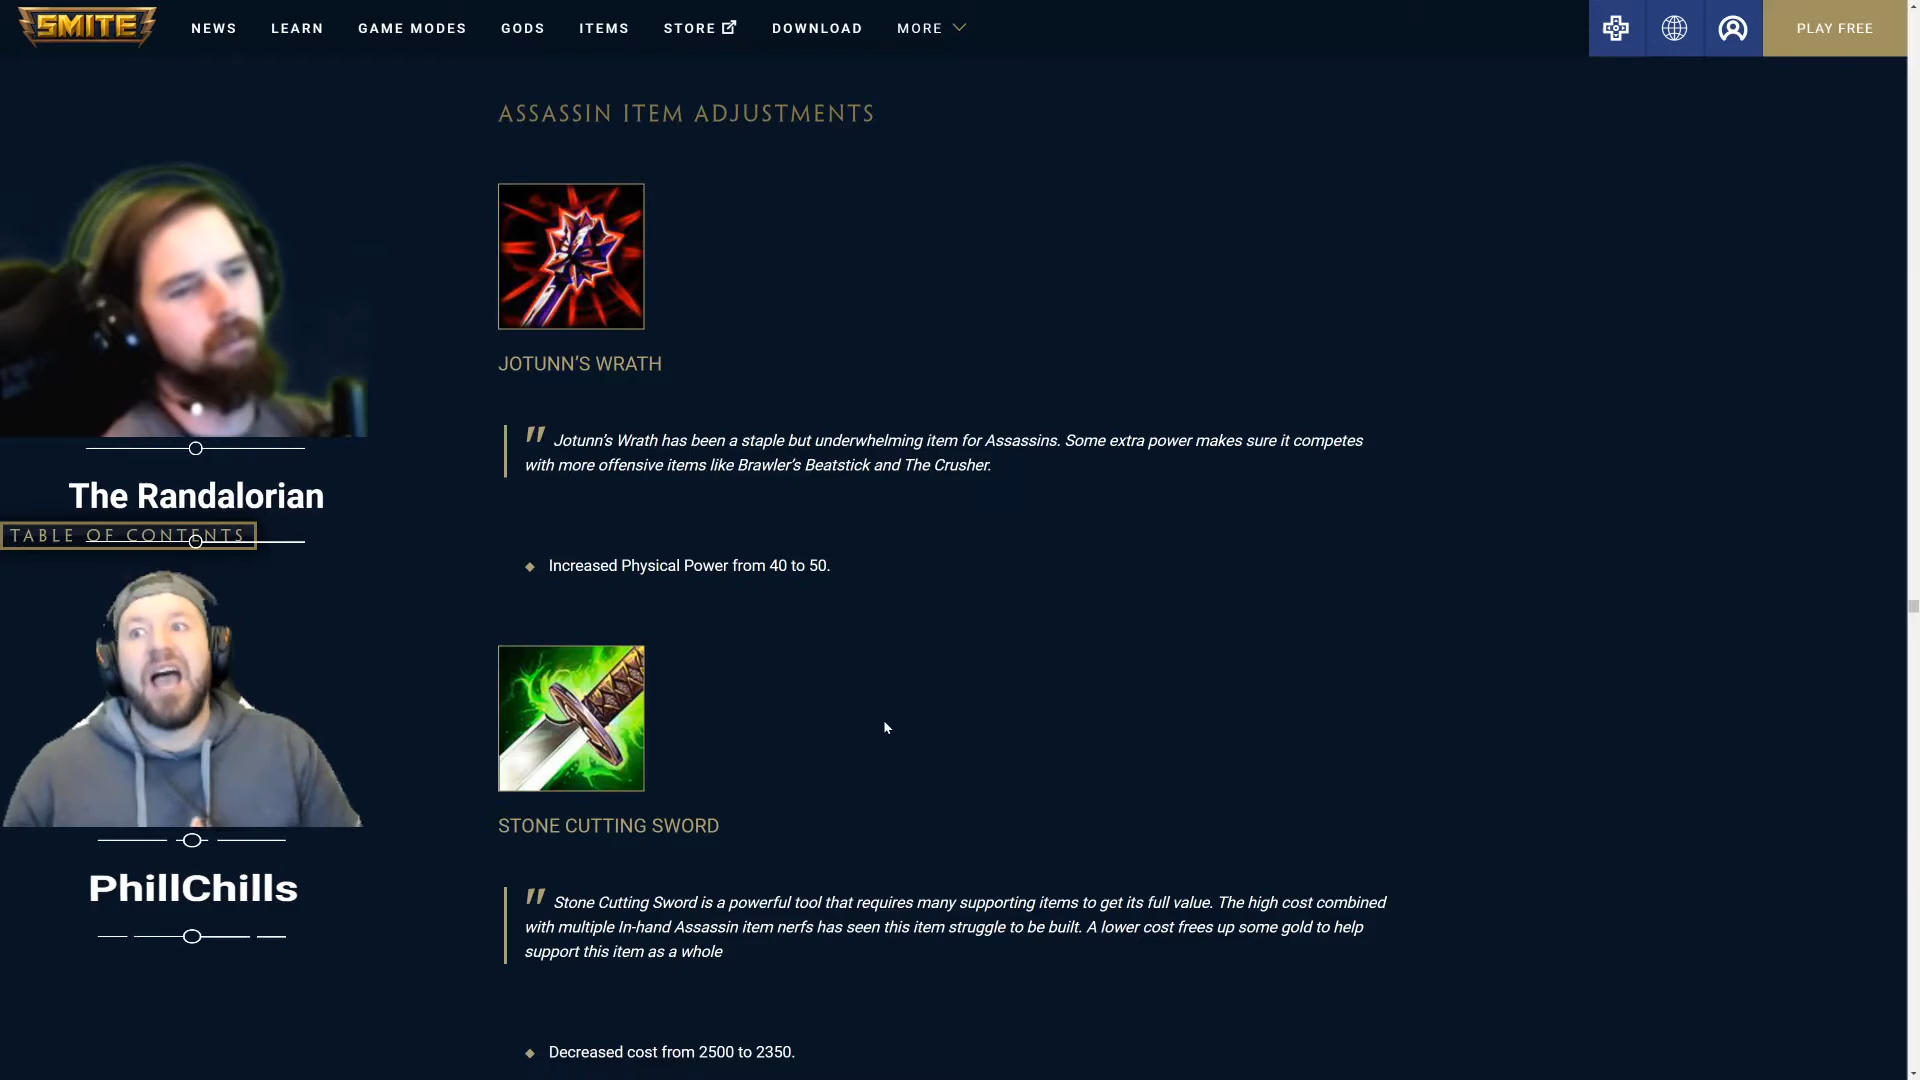 SMITE
NEWS
LEARN
GAME MODES
GODS
ITEMS
STORE
DOWNLOAD
MORE
PLAY FREE
ASSASSIN ITEM ADJUSTMENTS
JOTUNN’S WRATH
" Jotunn’s Wrath has been a staple but underwhelming item for Assassins. Some extra power makes sure it competes
with more offensive items like Brawler’s Beatstick and The Crusher.
The Randalorian
TABLE OF CONTENTS
Increased Physical Power from 40 to 50.
STONE CUTTING SWORD
PhillChills
" Stone Cutting Sword is a powerful tool that requires many supporting items to get its full value. The high cost combined
with multiple In-hand Assassin item nerfs has seen this item struggle to be built. A lower cost frees up some gold to help
support this item as a whole
Decreased cost from 2500 to 2350.